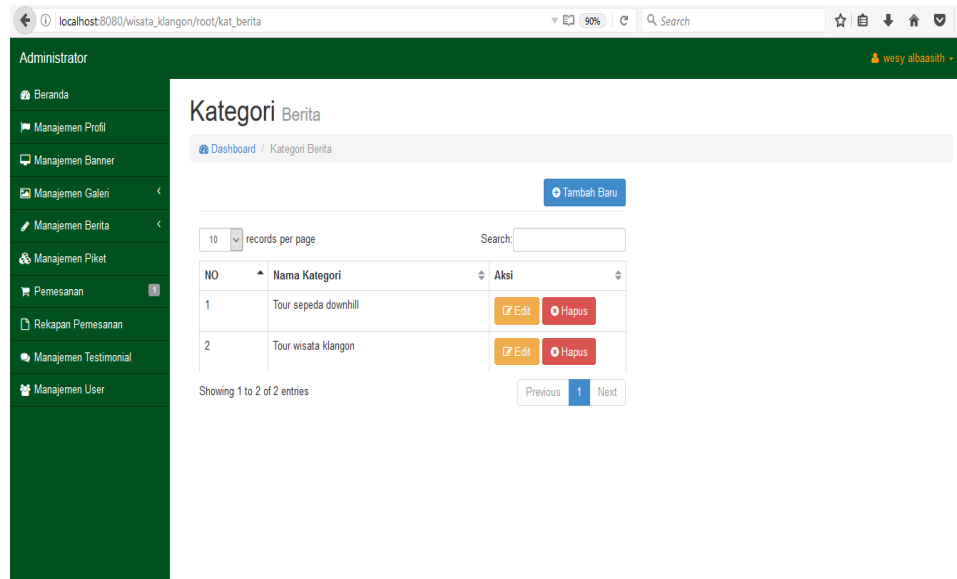 localhost:8080/wisata_klangon/root/kat_berita
90%
Search
Administrator
wesy albaasith
Beranda
Manajemen Profil
Manajemen Banner
Manajemen Galeri
Manajemen Berita
Manajemen Piket
Pemesanan 1
Rekapan Pemesanan
Manajemen Testimonial
Manajemen User
Kategori Berita
Dashboard / Kategori Berita
Tambah Baru
10 records per page
Search:
NO Nama Kategori Aksi
1 Tour sepeda downhill Edit Hapus
2 Tour wisata klangon Edit Hapus
Showing 1 to 2 of 2 entries
Previous 1 Next